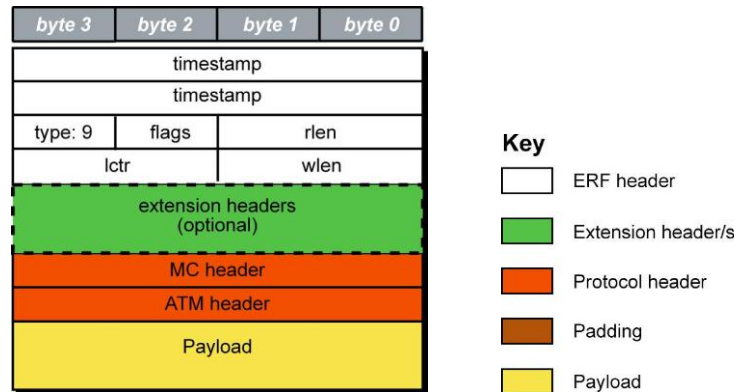 byte 3 byte 2 byte 1 byte 0
timestamp
timestamp
type: 9 flags rlen
lctr wlen
extension headers
(optional)
MC header
ATM header
Payload
Key
ERF header
Extension header/s
Protocol header
Padding
Payload